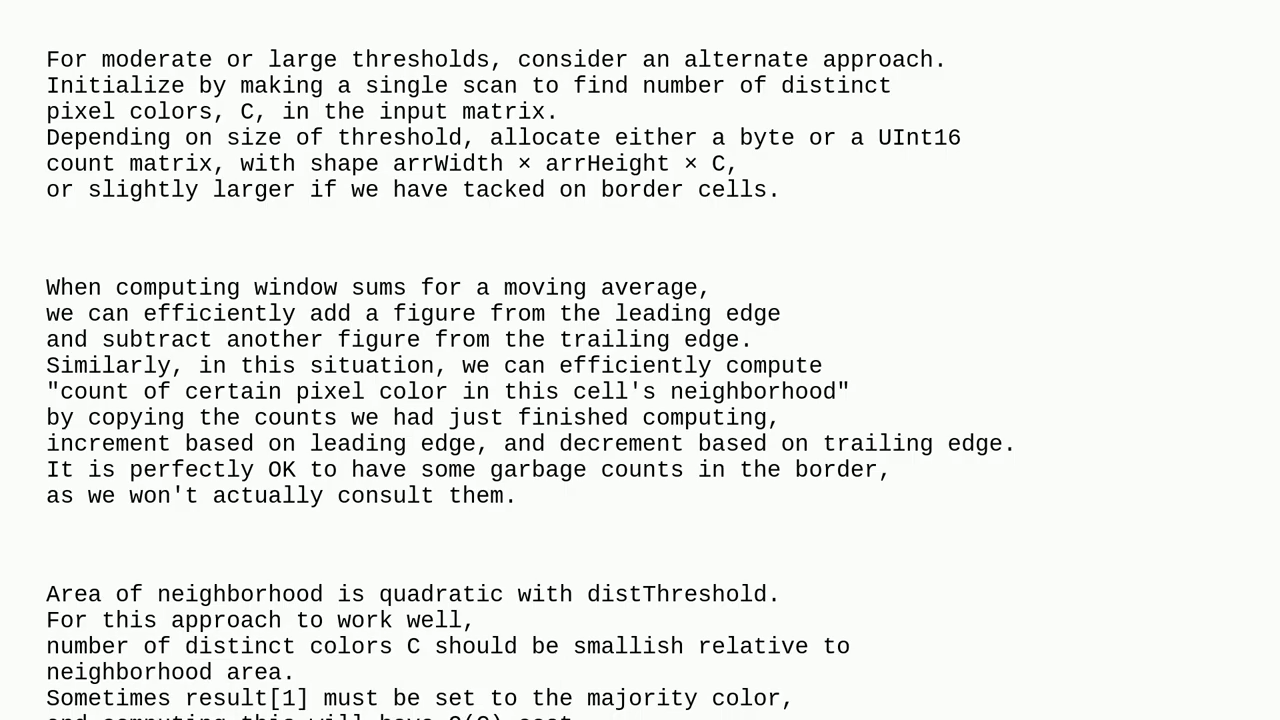 For moderate or large thresholds, consider an alternate approach.
Initialize by making a single scan to find number of distinct
pixel colors, C, in the input matrix.
Depending on size of threshold, allocate either a byte or a UInt16
count matrix, with shape arrWidth × arrHeight × C,
or slightly larger if we have tacked on border cells.
When computing window sums for a moving average,
we can efficiently add a figure from the leading edge
and subtract another figure from the trailing edge.
Similarly, in this situation, we can efficiently compute
"count of certain pixel color in this cell's neighborhood"
by copying the counts we had just finished computing,
increment based on leading edge, and decrement based on trailing edge.
It is perfectly OK to have some garbage counts in the border,
as we won't actually consult them.
Area of neighborhood is quadratic with distThreshold.
For this approach to work well,
number of distinct colors C should be smallish relative to
neighborhood area.
Sometimes result[1] must be set to the majority color,